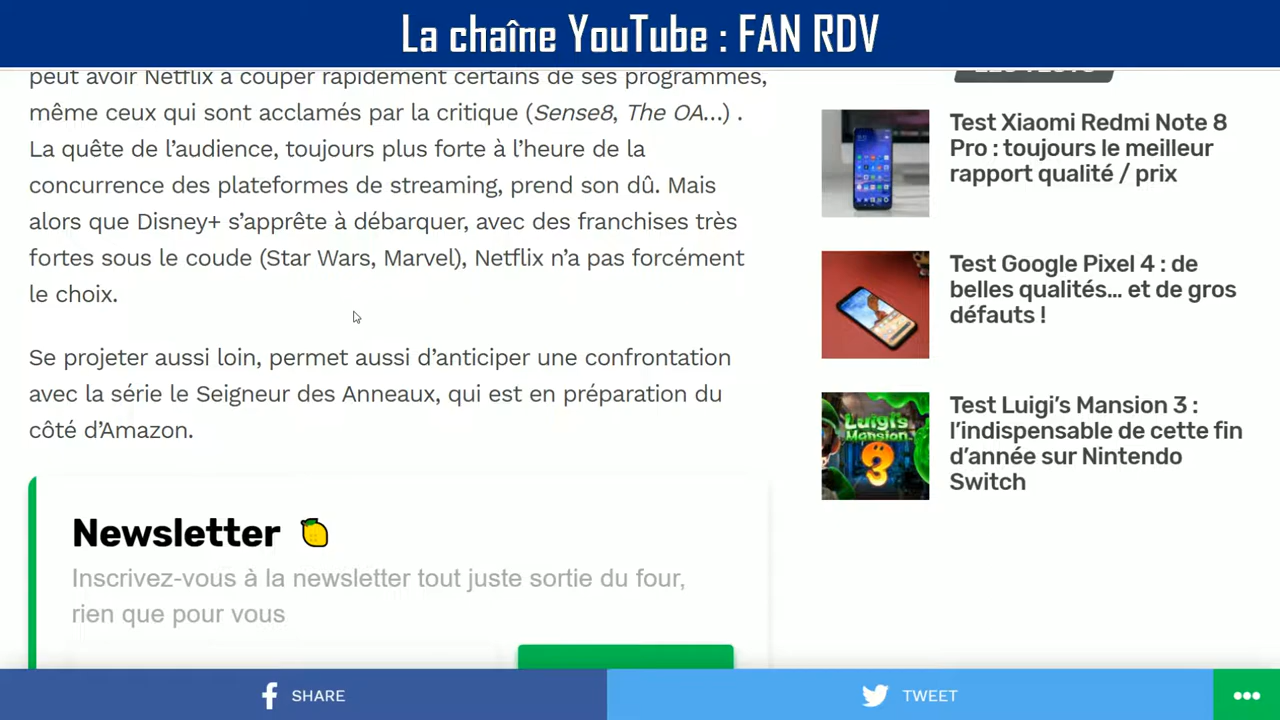 La chaîne YouTube : FAN RDV
peut avoir Netflix à couper rapidement certains de ses programmes,
même ceux qui sont acclamés par la critique (Sense8, The OA...) .
La quête de l’audience, toujours plus forte à l’heure de la
concurrence des plateformes de streaming, prend son dû. Mais
alors que Disney+ s’apprête à débarquer, avec des franchises très
fortes sous le coude (Star Wars, Marvel), Netflix n’a pas forcément
le choix.
Se projeter aussi loin, permet aussi d’anticiper une confrontation
avec la série le Seigneur des Anneaux, qui est en préparation du
côté d’Amazon.
Newsletter
Inscrivez-vous à la newsletter tout juste sortie du four,
rien que pour vous
Test Xiaomi Redmi Note 8
Pro : toujours le meilleur
rapport qualité / prix
Test Google Pixel 4 : de
belles qualités... et de gros
défauts !
Luigi's
Mansion
3
Test Luigi’s Mansion 3 :
l’indispensable de cette fin
d’année sur Nintendo
Switch
SHARE
TWEET